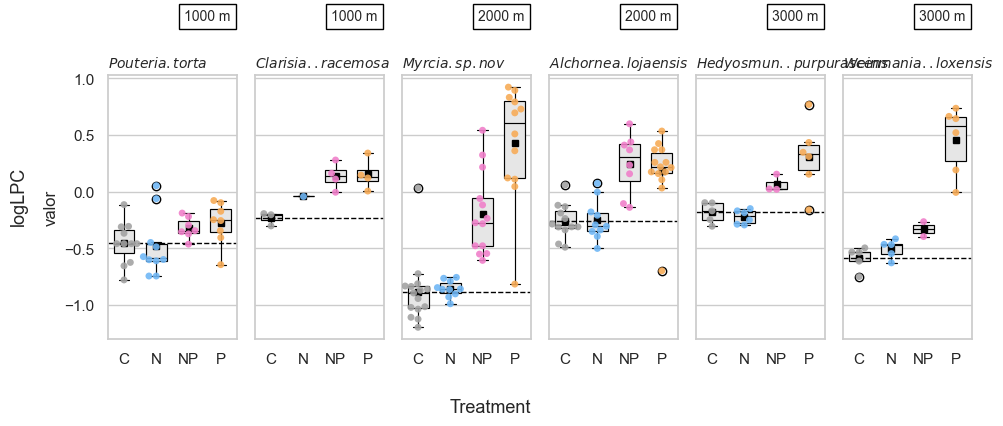 1000 m 1000 m 2000 m 2000 m 3000 m 3000 m
Pouteria.torta Clarisia..racemosa Myrcia.sp.nov Alchornea.lojaensis Hedyosmun..purpurascens Weinmania..loxensis
1.0
0.5
0.0
−0.5
−1.0
logLPC
valor
C N NP P C N NP P C N NP P C N NP P C N NP P C N NP P
Treatment